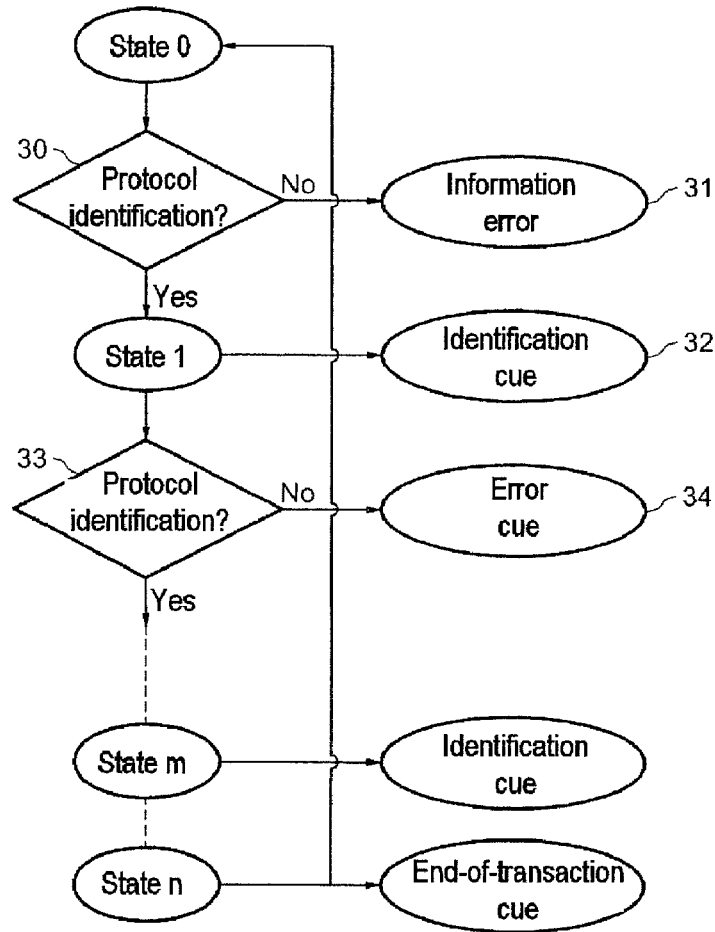 State 0
30
Protocol
identification?
No
Information
error
31
Yes
State 1
Identification
cue
32
33
Protocol
identification?
No
Error
cue
34
Yes
State m
Identification
cue
State n
End-of-transaction
cue